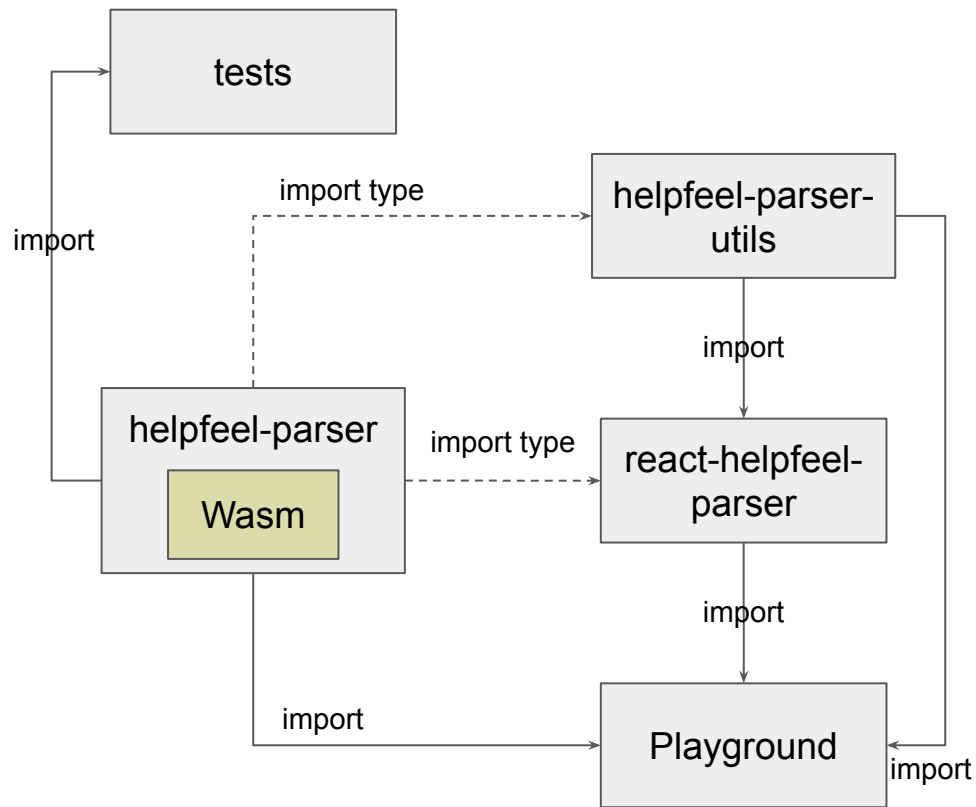 tests
import type
helpfeel-parser-
utils
import
import
helpfeel-parser
import type
react-helpfeel-
parser
Wasm
import
import
Playground
import